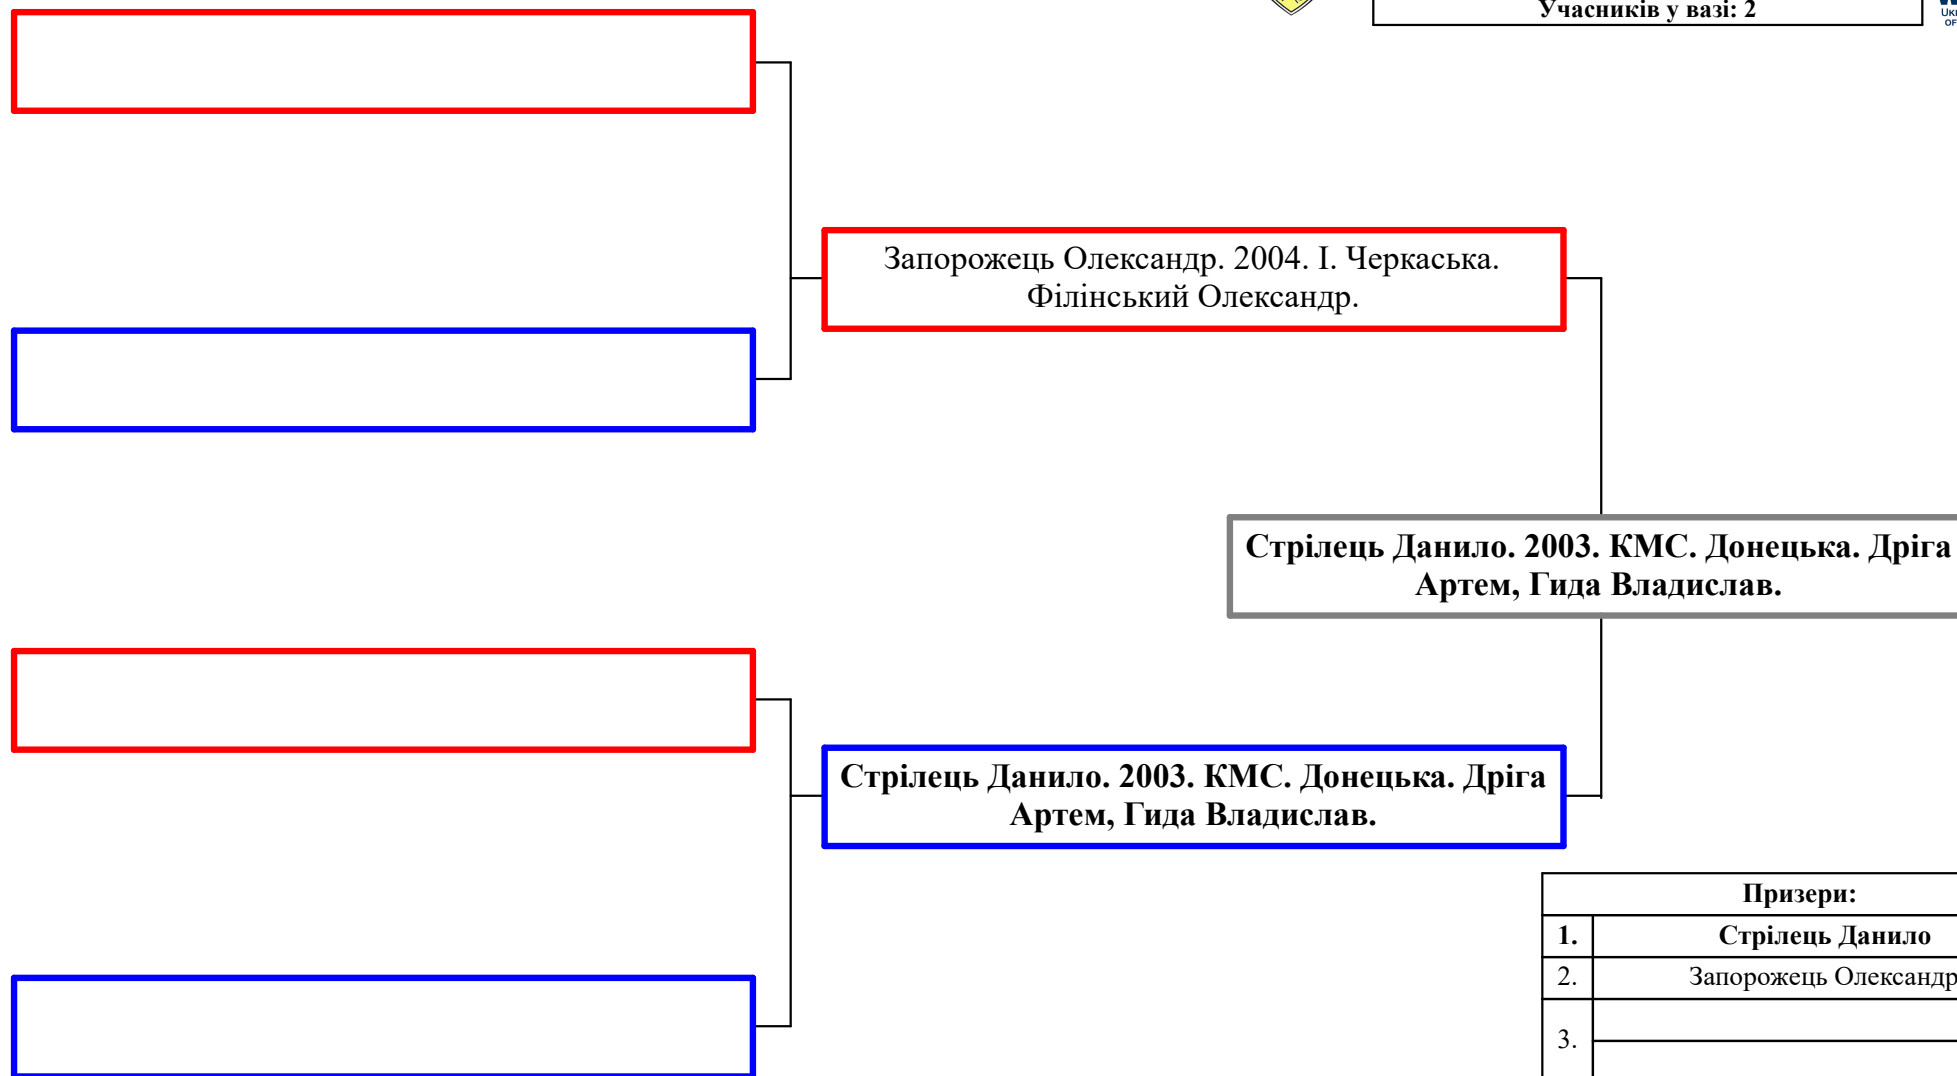 Учасників у вазі: 2
Запорожець Олександр. 2004. І. Черкаська.
Філінський Олександр.
Стрілець Данило. 2003. КМС. Донецька. Дріга
Артем, Гида Владислав.
Стрілець Данило. 2003. КМС. Донецька. Дріга
Артем, Гида Владислав.
Призери:
1. Стрілець Данило
2. Запорожець Олександр
3.